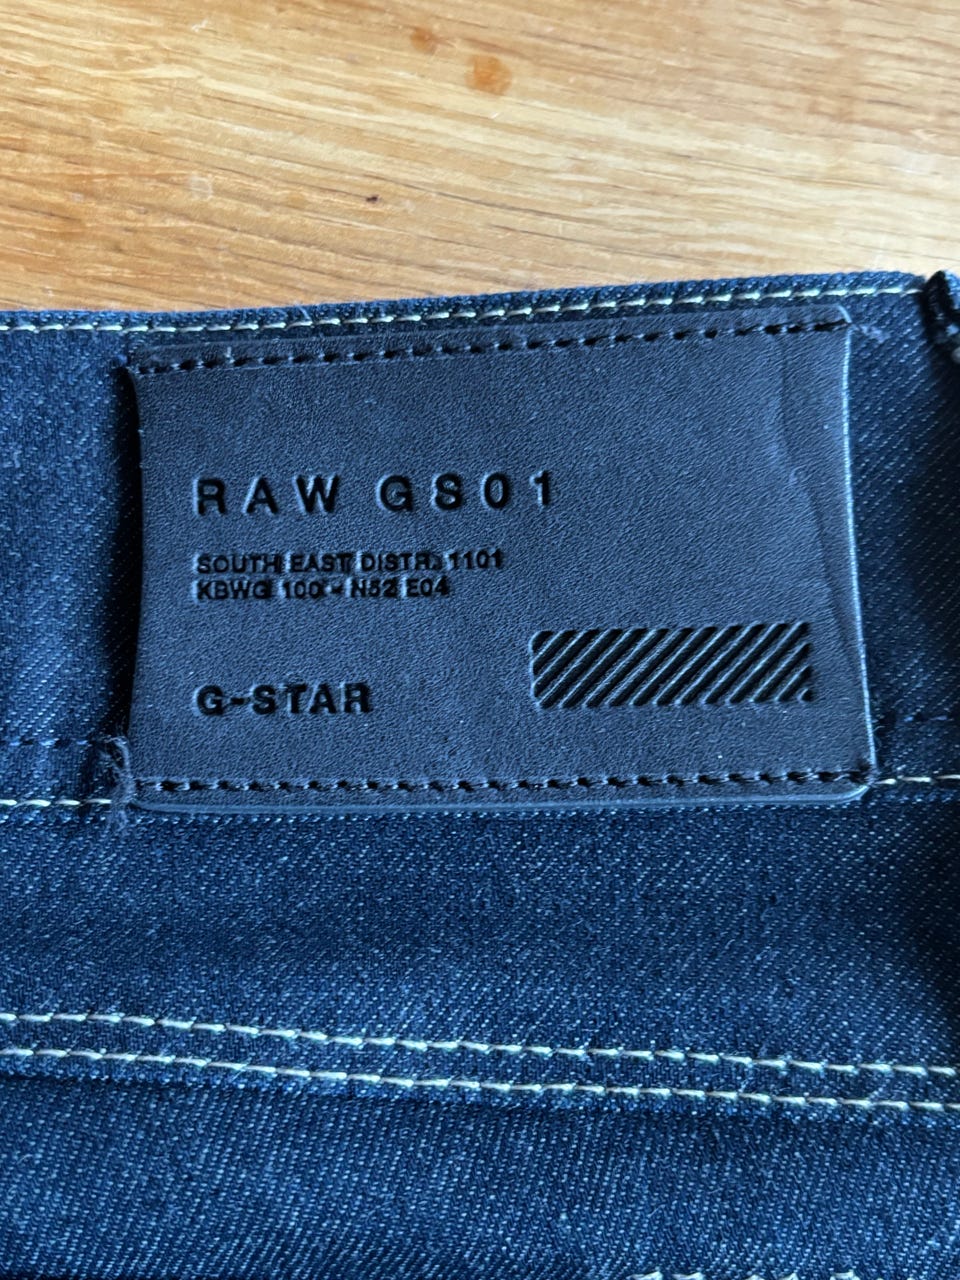 RAW GS01
SOUTH EAST DISTR. 1101
KBWG 100 - N52 E04
G-STAR